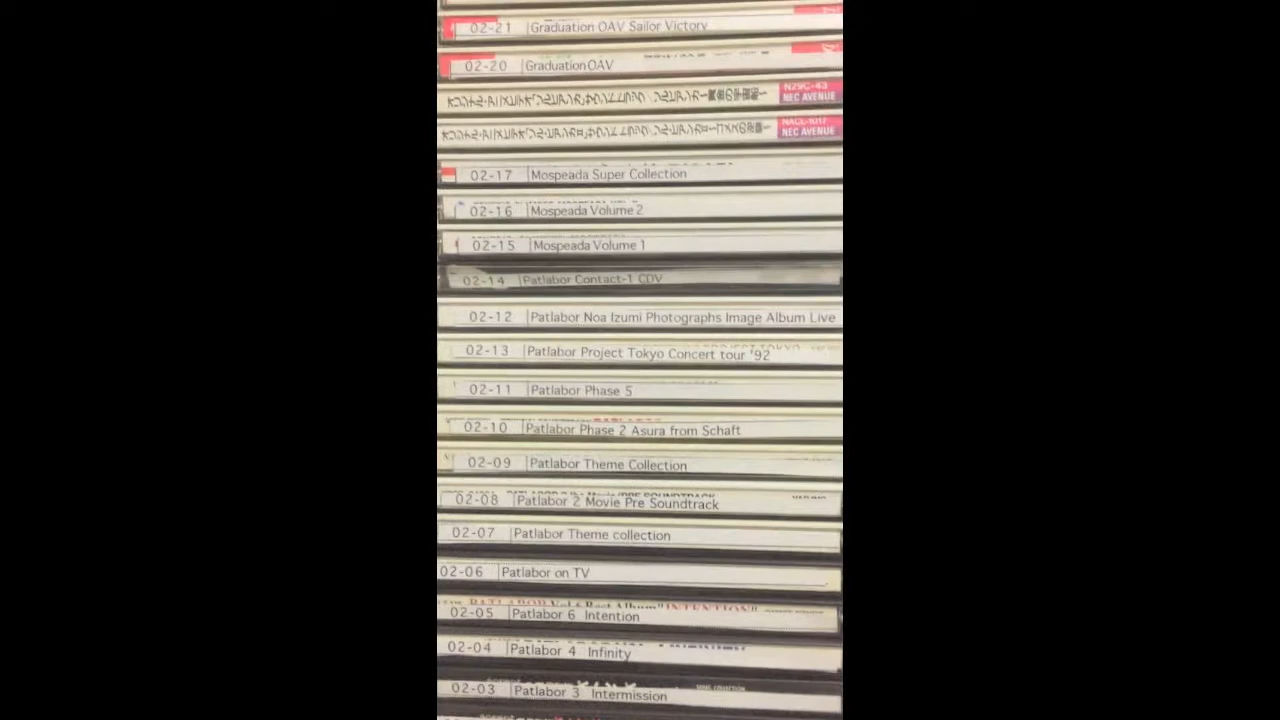 02-21 Graduation OAV Sailor Victory
02-20 Graduation OAV
N29C-43
NEC AVENUE
NACL-1017
NEC AVENUE
02-17 Mospeada Super Collection
02-16 Mospeada Volume 2
02-15 Mospeada Volume 1
02-14 Patlabor Contact-1 CDV
02-12 Patlabor Noa Izumi Photographs Image Album Live
02-13 Patlabor Project Tokyo Concert tour '92
02-11 Patlabor Phase 5
02-10 Patlabor Phase 2 Asura from Schaft
02-09 Patlabor Theme Collection
02-08 Patlabor 2 Movie Pre Soundtrack
02-07 Patlabor Theme collection
02-06 Patlabor on TV
02-05 Patlabor 6 Intention
02-04 Patlabor 4 Infinity
02-03 Patlabor 3 Intermission